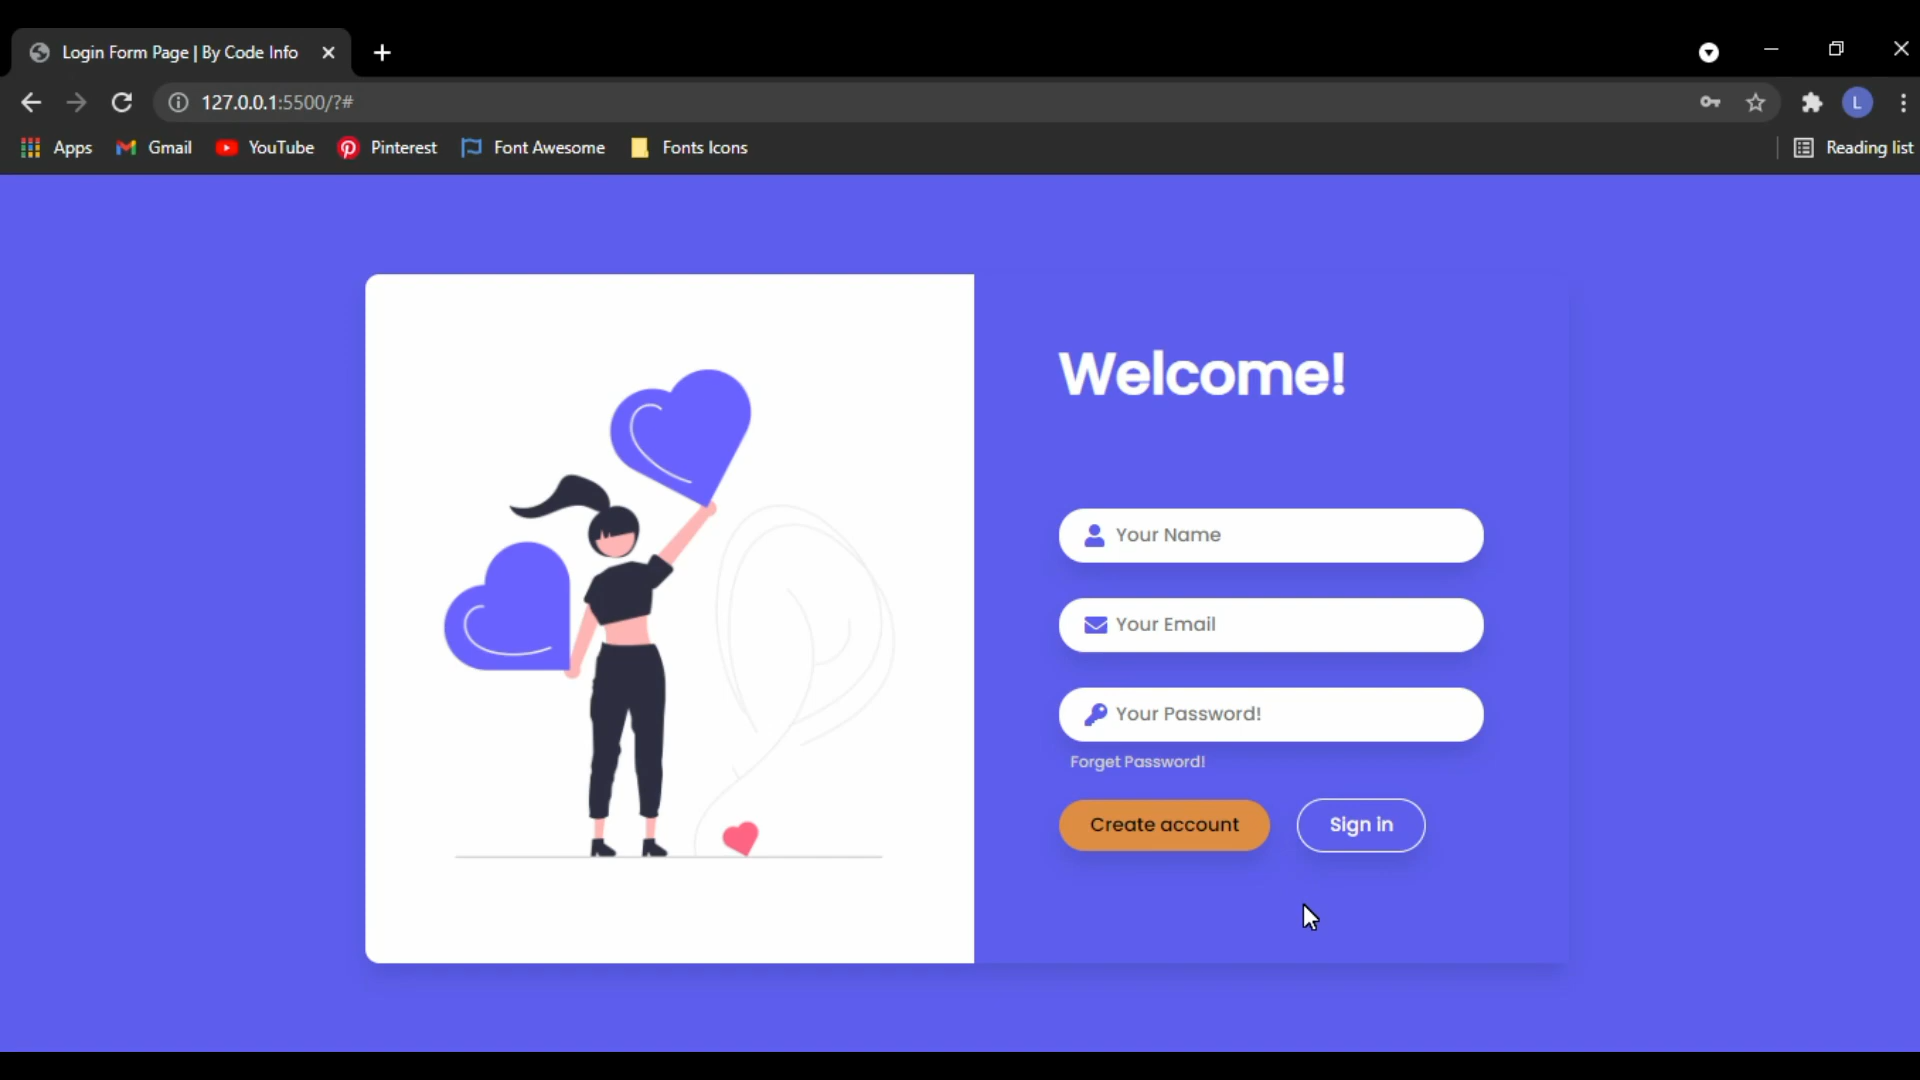 Login Form Page | By Code Info
127.0.0.1:5500/?#
L
Apps
Gmail
YouTube
Pinterest
Font Awesome
Fonts Icons
Reading list
Welcome!
Your Name
Your Email
Your Password!
Forget Password!
Create account
Sign in